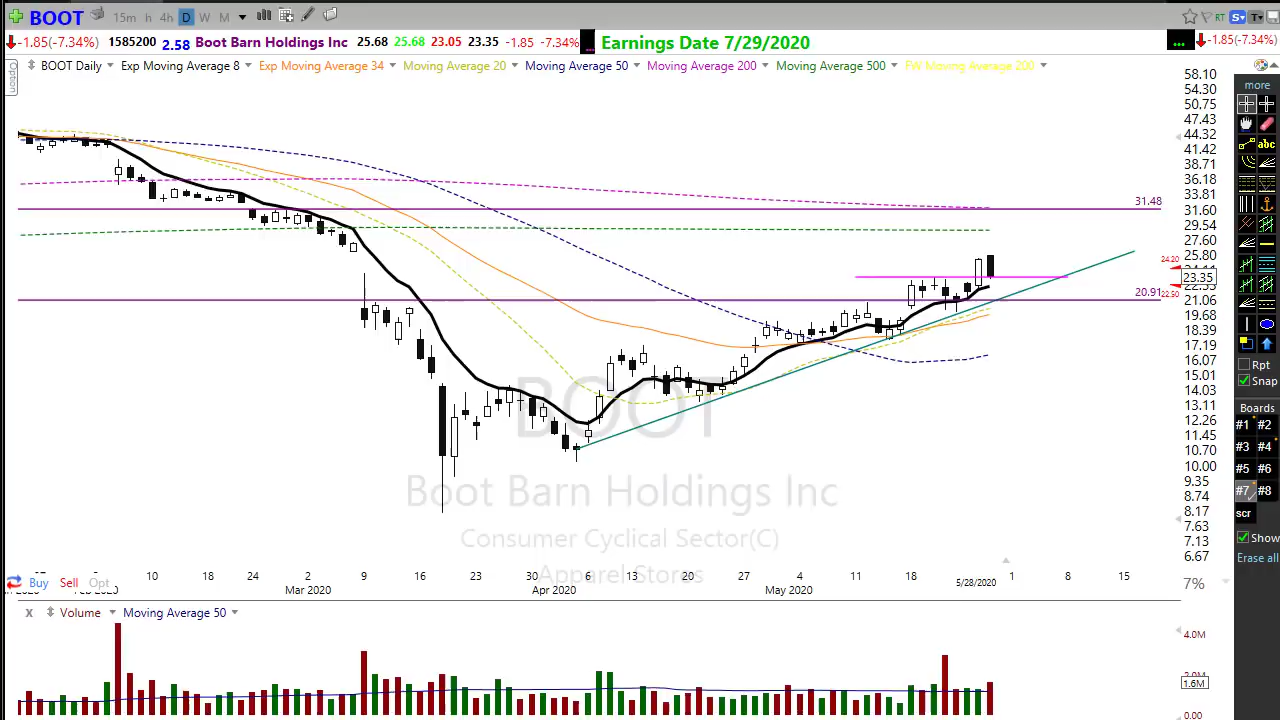 BOOT 15m h 4h D W M RT S T
-1.85(-7.34%) 1585200 2.58 Boot Barn Holdings Inc 25.68 25.68 23.05 23.35 -1.85 -7.34% ... Earnings Date 7/29/2020 ... -1.85(-7.34%)
Option
BOOT Daily Exp Moving Average 8 Exp Moving Average 34 Moving Average 20 Moving Average 50 Moving Average 200 Moving Average 500 FW Moving Average 200
58.10
54.30
50.75
47.43
44.32
41.42
38.71
36.18
33.81
31.48
31.60
29.54
27.60
24.20
25.80
23.35
20.91
22.50
21.06
19.68
18.39
17.19
16.07
15.01
14.03
13.11
12.26
11.45
10.70
10.00
9.35
8.74
8.17
7.63
7.13
6.67
BOOT
Boot Barn Holdings Inc
Consumer Cyclical Sector(C)
Apparel Stores
more
abc
Rpt
Snap
Boards
#1 #2
#3 #4
#5 #6
#7 #8
scr
Show
Erase all
10 18 24 2 9 16 23 30 6 13 20 27 4 11 18 5/28/2020 1 8 15
Buy Sell Opt
Mar 2020 Apr 2020 May 2020
7%
X Volume Moving Average 50
4.0M
1.6M
0.00